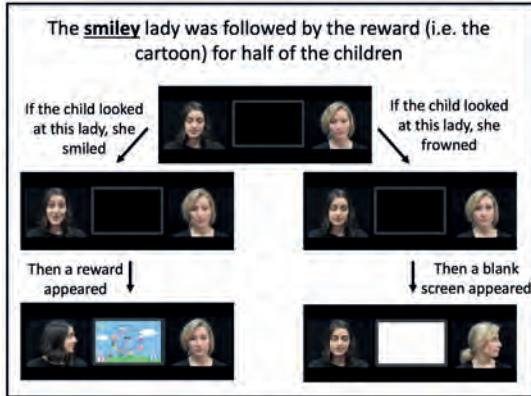 The smiley lady was followed by the reward (i.e. the
cartoon) for half of the children
If the child looked
at this lady, she
smiled
If the child looked
at this lady, she
frowned
Then a reward
appeared
Then a blank
screen appeared